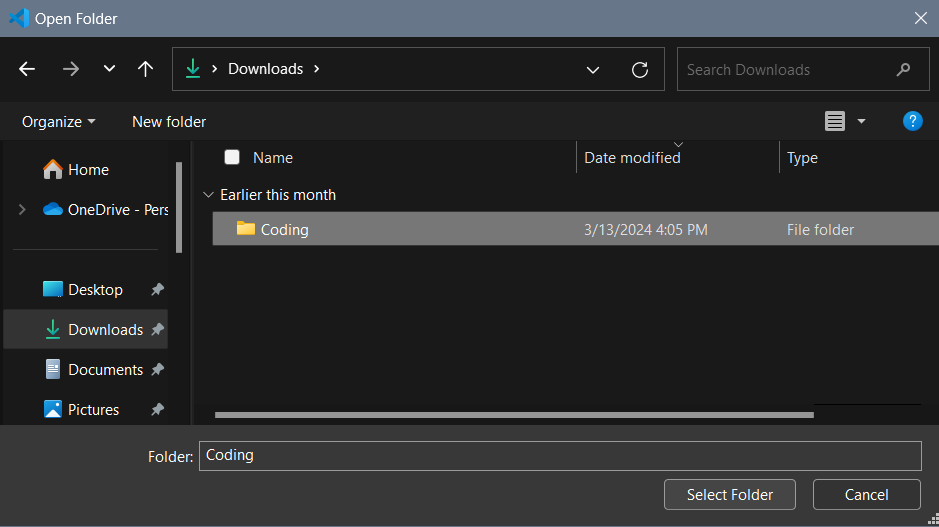 Open Folder
Downloads
Search Downloads
Organize
New folder
?
Home
OneDrive - Pers
Desktop
Downloads
Documents
Pictures
Name
Date modified
Type
Earlier this month
Coding
3/13/2024 4:05 PM
File folder
Folder:
Coding
Select Folder
Cancel